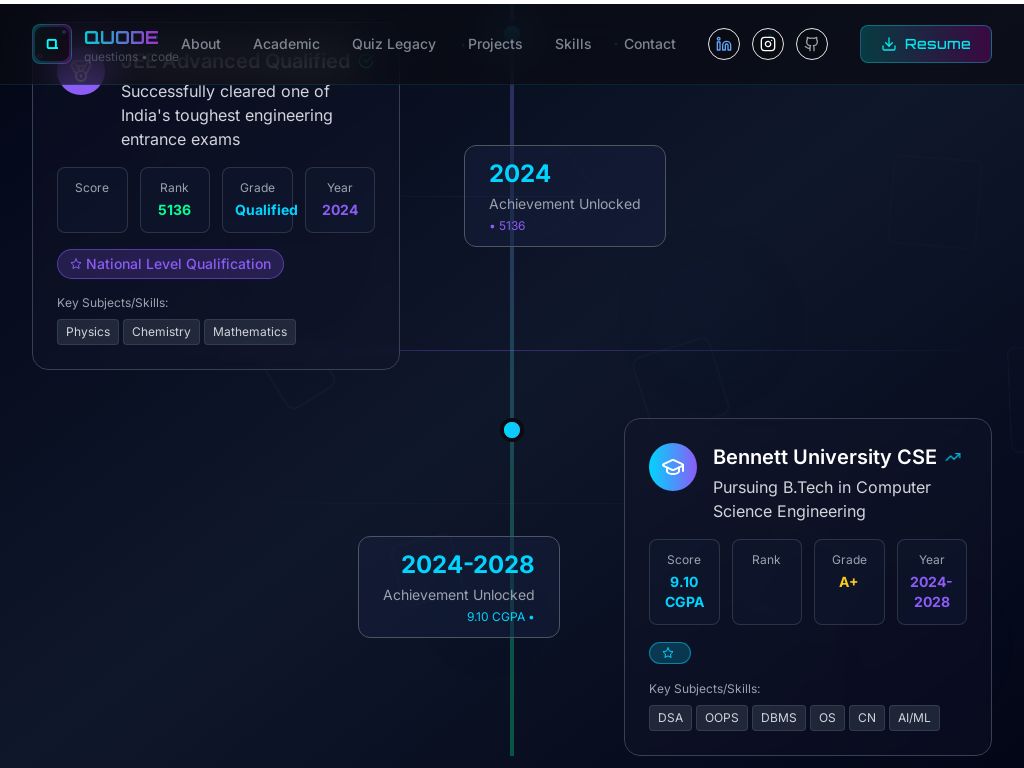 QUODE
questions • code
About
Academic
Quiz Legacy
Projects
Skills
Contact
Resume
JEE Advanced Qualified
Successfully cleared one of
India's toughest engineering
entrance exams
Score
Rank
5136
Grade
Qualified
Year
2024
National Level Qualification
Key Subjects/Skills:
Physics
Chemistry
Mathematics
2024
Achievement Unlocked
• 5136
2024-2028
Achievement Unlocked
9.10 CGPA •
Bennett University CSE
Pursuing B.Tech in Computer
Science Engineering
Score
9.10
CGPA
Rank
Grade
A+
Year
2024-
2028
Key Subjects/Skills:
DSA
OOPS
DBMS
OS
CN
AI/ML